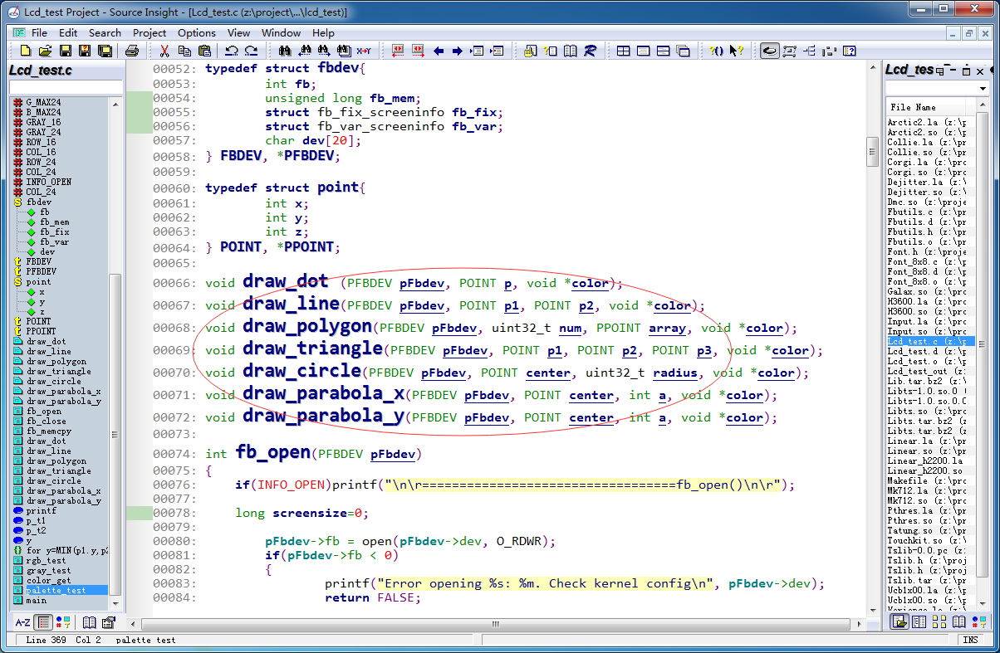 Lcd_test Project - Source Insight - [Lcd_test.c (z:\project\...\lcd_test)]
File Edit Search Project Options View Window Help
Lcd_test.c
G_MAX24
B_MAX24
GRAY_16
GRAY_24
ROW_16
COL_16
ROW_24
COL_24
INFO_OPEN
COL_24
fbdev
fb
fb_mem
fb_fix
fb_var
dev
FBDEV
PFBDEV
point
x
y
z
POINT
PPOINT
draw_dot
draw_line
draw_polygon
draw_triangle
draw_circle
draw_parabola_x
draw_parabola_y
fb_open
fb_close
fb_memcpy
draw_dot
draw_line
draw_polygon
draw_triangle
draw_circle
draw_parabola_x
draw_parabola_y
printf
p_t1
p_t2
y
for y=MIN(p1.y,p2
rgb_test
gray_test
color_get
palette_test
main
A-Z
00052: typedef struct fbdev{
00053: int fb;
00054: unsigned long fb_mem;
00055: struct fb_fix_screeninfo fb_fix;
00056: struct fb_var_screeninfo fb_var;
00057: char dev[20];
00058: } FBDEV, *PFBDEV;
00059:
00060: typedef struct point{
00061: int x;
00062: int y;
00063: int z;
00064: } POINT, *PPOINT;
00065:
00066: void draw_dot (PFBDEV pFbdev, POINT p, void *color);
00067: void draw_line(PFBDEV pFbdev, POINT p1, POINT p2, void *color);
00068: void draw_polygon(PFBDEV pFbdev, uint32_t num, PPOINT array, void *color);
00069: void draw_triangle(PFBDEV pFbdev, POINT p1, POINT p2, POINT p3, void *color);
00070: void draw_circle(PFBDEV pFbdev, POINT center, uint32_t radius, void *color);
00071: void draw_parabola_x(PFBDEV pFbdev, POINT center, int a, void *color);
00072: void draw_parabola_y(PFBDEV pFbdev, POINT center, int a, void *color);
00073:
00074: int fb_open(PFBDEV pFbdev)
00075: {
00076: if(INFO_OPEN)printf("\n\r==================================fb_open()\n\r");
00077:
00078: long screensize=0;
00079:
00080: pFbdev->fb = open(pFbdev->dev, O_RDWR);
00081: if(pFbdev->fb < 0)
00082: {
00083: printf("Error opening %s: %m. Check kernel config\n", pFbdev->dev);
00084: return FALSE;
Lcd_tes
File Name
Arctic2.la (z:\p
Arctic2.so (z:\p
Collie.la (z:\pr
Collie.so (z:\pr
Corgi.la (z:\pro
Corgi.so (z:\pro
Dejitter.la (z:\
Dejitter.so (z:\
Dmc.so (z:\proje
Fbutils.c (z:\pr
Fbutils.d (z:\pr
Fbutils.h (z:\pr
Fbutils.o (z:\pr
Font.h (z:\proje
Font_8x8.c (z:\p
Font_8x8.d (z:\p
Font_8x8.o (z:\p
Galax.so (z:\pro
H3600.la (z:\pro
H3600.so (z:\pro
Input.la (z:\pro
Input.so (z:\pro
Lcd_test.c (z:\p
Lcd_test.d (z:\p
Lcd_test.o (z:\p
Lcd_test_out (z:
Lib.tar.bz2 (z:\
Libts-1.0.so.0 (
Libts-1.0.so.0.0
Libts.so (z:\pro
Libts.tar.bz2 (z
Libts.tar.bz2 (z
Linear.la (z:\pr
Linear.so (z:\pr
Linear_h2200.la
Linear_h2200.so
Makefile (z:\pro
Mk712.la (z:\pro
Mk712.so (z:\pro
Pthres.la (z:\pr
Pthres.so (z:\pr
Tatung.so (z:\pr
Touchkit.so (z:\
Tslib-0.0.pc (z:
Tslib.h (z:\proj
Tslib.h (z:\proj
Tslib.tar (z:\pr
Ucb1x00.la (z:\p
Ucb1x00.so (z:\p
Line 369 Col 2 palette_test
INS